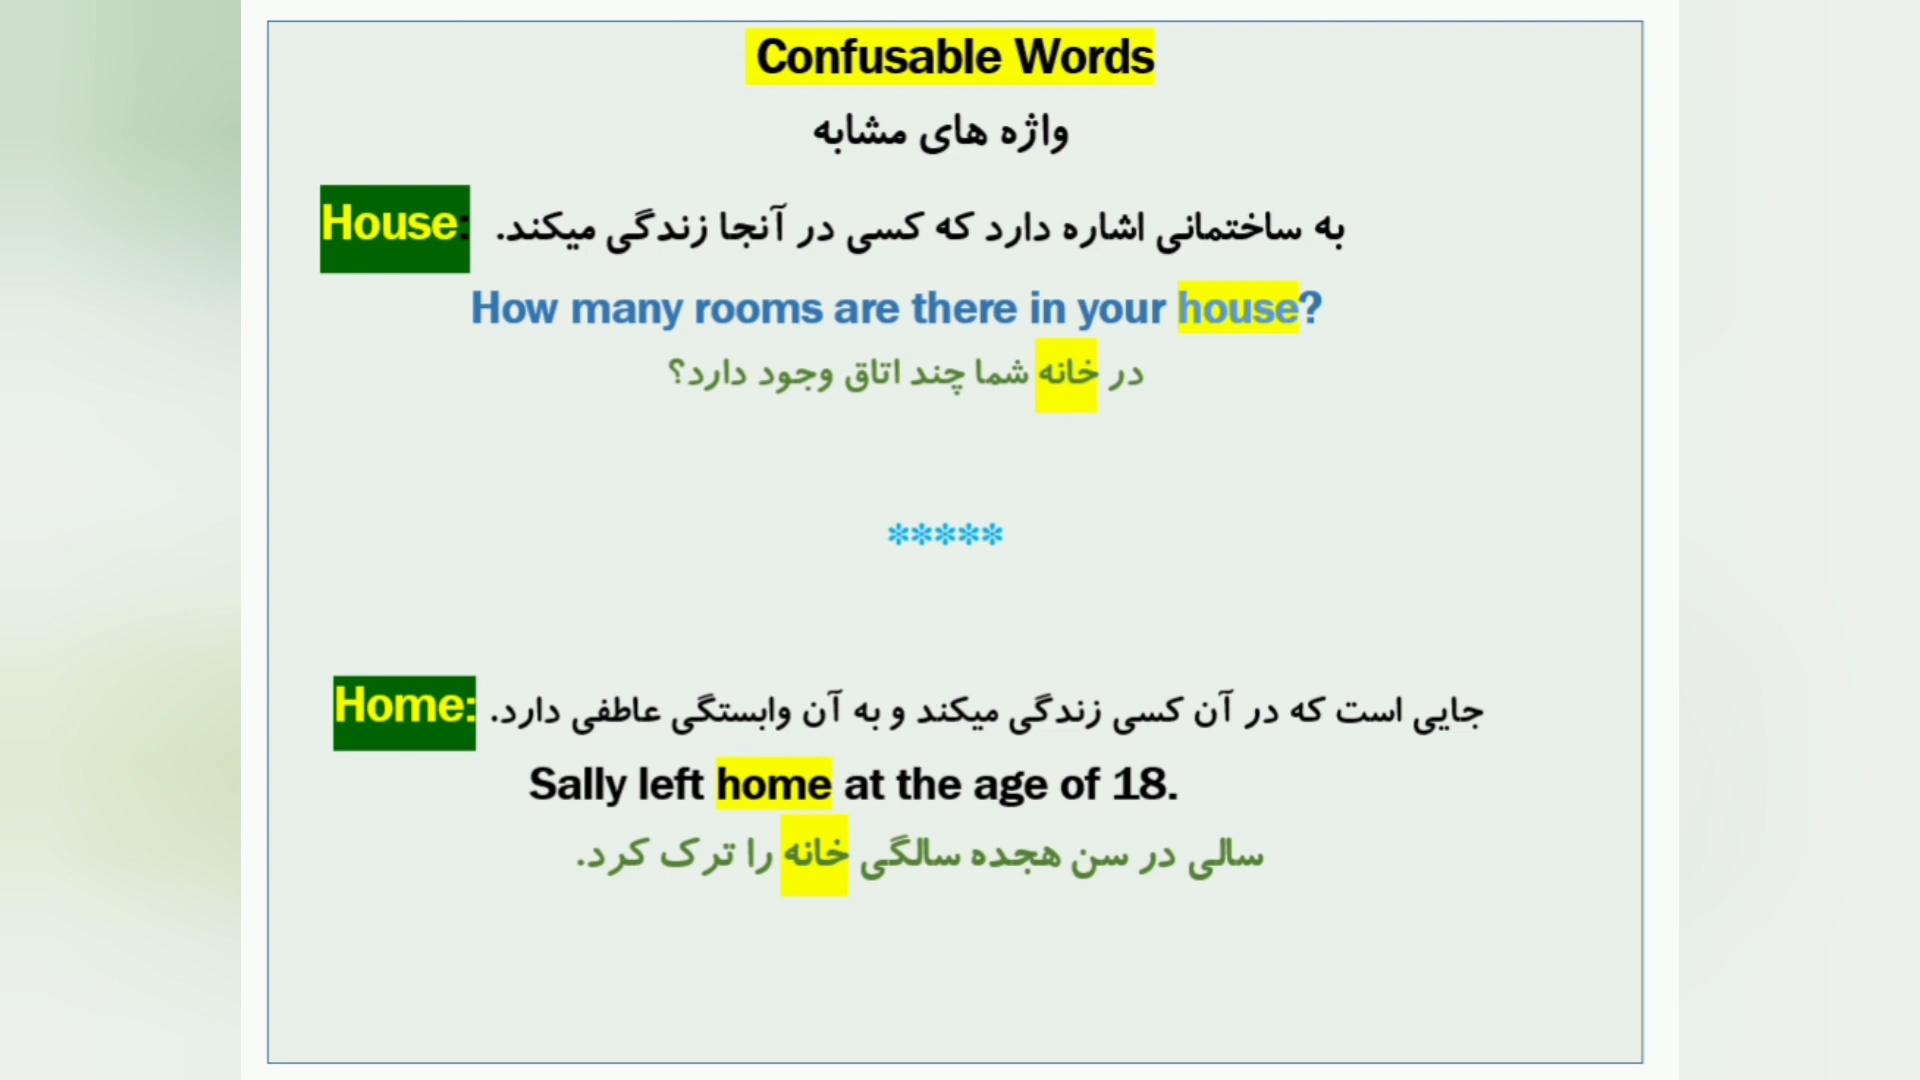 Confusable Words
واژه های مشابه
House: به ساختمانی اشاره دارد که کسی در آنجا زندگی میکند.
How many rooms are there in your house?
در خانه شما چند اتاق وجود دارد؟
*****
Home: جایی است که در آن کسی زندگی میکند و به آن وابستگی عاطفی دارد.
Sally left home at the age of 18.
سالی در سن هجده سالگی خانه را ترک کرد.